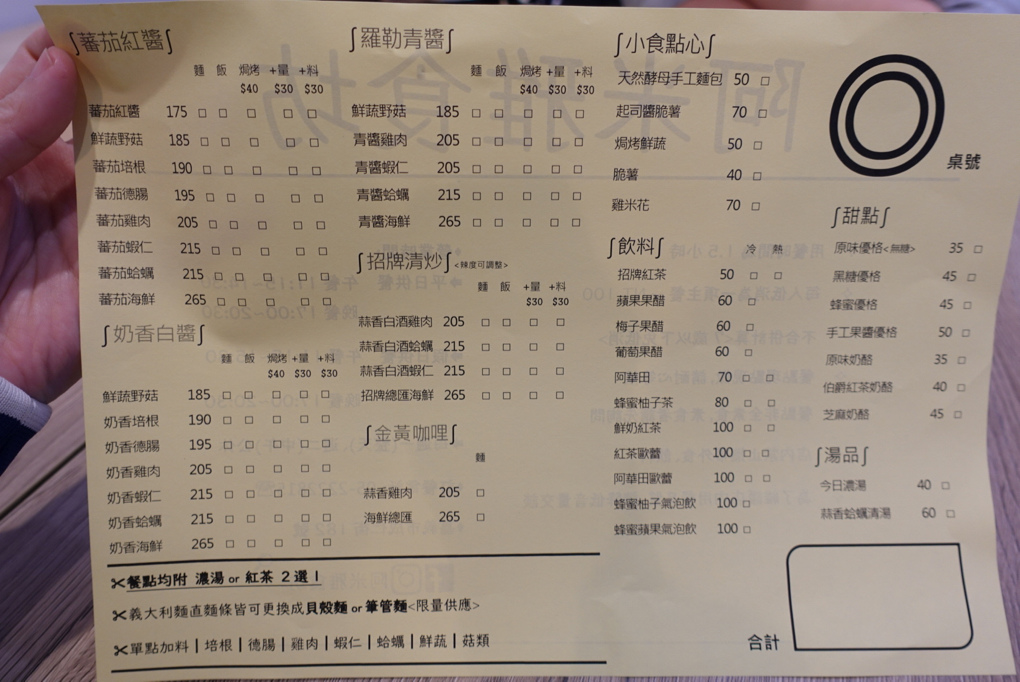 蕃茄紅醬
麵 飯 焗烤 +量 +料
$40 $30 $30
蕃茄紅醬 175 □ □ □ □ □
鮮蔬野菇 185 □ □ □ □ □
蕃茄培根 190 □ □ □ □ □
蕃茄德腸 195 □ □ □ □ □
蕃茄雞肉 205 □ □ □ □ □
蕃茄蝦仁 215 □ □ □ □ □
蕃茄蛤蠣 215 □ □ □ □ □
蕃茄海鮮 265 □ □ □ □ □
奶香白醬
麵 飯 焗烤 +量 +料
$40 $30 $30
鮮蔬野菇 185 □ □ □ □ □
奶香培根 190 □ □ □ □ □
奶香德腸 195 □ □ □ □ □
奶香雞肉 205 □ □ □ □ □
奶香蝦仁 215 □ □ □ □ □
奶香蛤蠣 215 □ □ □ □ □
奶香海鮮 265 □ □ □ □ □
羅勒青醬
麵 飯 焗烤 +量 +料
$40 $30 $30
鮮蔬野菇 185 □ □ □ □ □
青醬雞肉 205 □ □ □ □ □
青醬蝦仁 205 □ □ □ □ □
青醬蛤蠣 215 □ □ □ □ □
青醬海鮮 265 □ □ □ □ □
招牌清炒 <辣度可調整>
麵 飯 +量 +料
$30 $30
蒜香白酒雞肉 205 □ □ □ □
蒜香白酒蛤蠣 215 □ □ □ □
蒜香白酒蝦仁 215 □ □ □ □
招牌總匯海鮮 265 □ □ □ □
金黃咖哩
麵
蒜香雞肉 205 □
海鮮總匯 265 □
小食點心
天然酵母手工麵包 50 □
起司醬脆薯 70 □
焗烤鮮蔬 50 □
脆薯 40 □
雞米花 70 □
飲料 冷 熱
招牌紅茶 50 □ □
蘋果果醋 60 □
梅子果醋 60 □
葡萄果醋 60 □
阿華田 70 □ □
蜂蜜柚子茶 80 □ □
鮮奶紅茶 100 □ □
紅茶歐蕾 100 □ □
阿華田歐蕾 100 □ □
蜂蜜柚子氣泡飲 100 □
蜂蜜蘋果氣泡飲 100 □
桌號
甜點
原味優格<無糖> 35 □
黑糖優格 45 □
蜂蜜優格 45 □
手工果醬優格 50 □
原味奶酪 35 □
伯爵紅茶奶酪 40 □
芝麻奶酪 45 □
湯品
今日濃湯 40 □
蒜香蛤蠣清湯 60 □
餐點均附 濃湯 or 紅茶 2 選 1
義大利麵直麵條皆可更換成貝殼麵 or 筆管麵<限量供應>
單點加料 | 培根 | 德腸 | 雞肉 | 蝦仁 | 蛤蠣 | 鮮蔬 | 菇類
合計